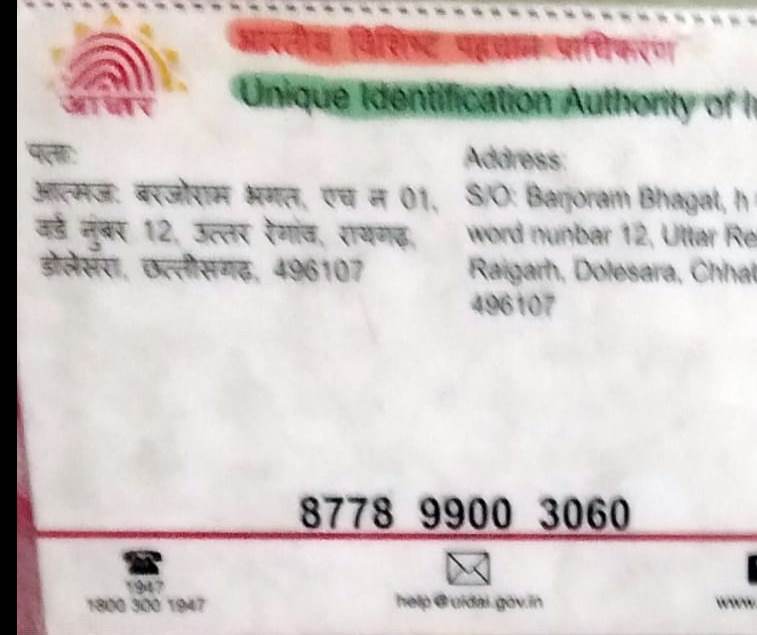 भारतीय विशिष्ट पहचान प्राधिकरण
Unique Identification Authority of
आधार
पता:
आत्मज: बरजोराम भगत, एच न 01,
वर्ड नुंबर 12, उत्तर रेगांव, रायगढ़,
डोलेसरा, छत्तीसगढ़, 496107
Address:
S/O: Barjoram Bhagat, h
word nunbar 12, Uttar Re
Raigarh, Dolesara, Chhat
496107
8778 9900 3060
1947
1800 300 1947
help@uidai.gov.in
www.